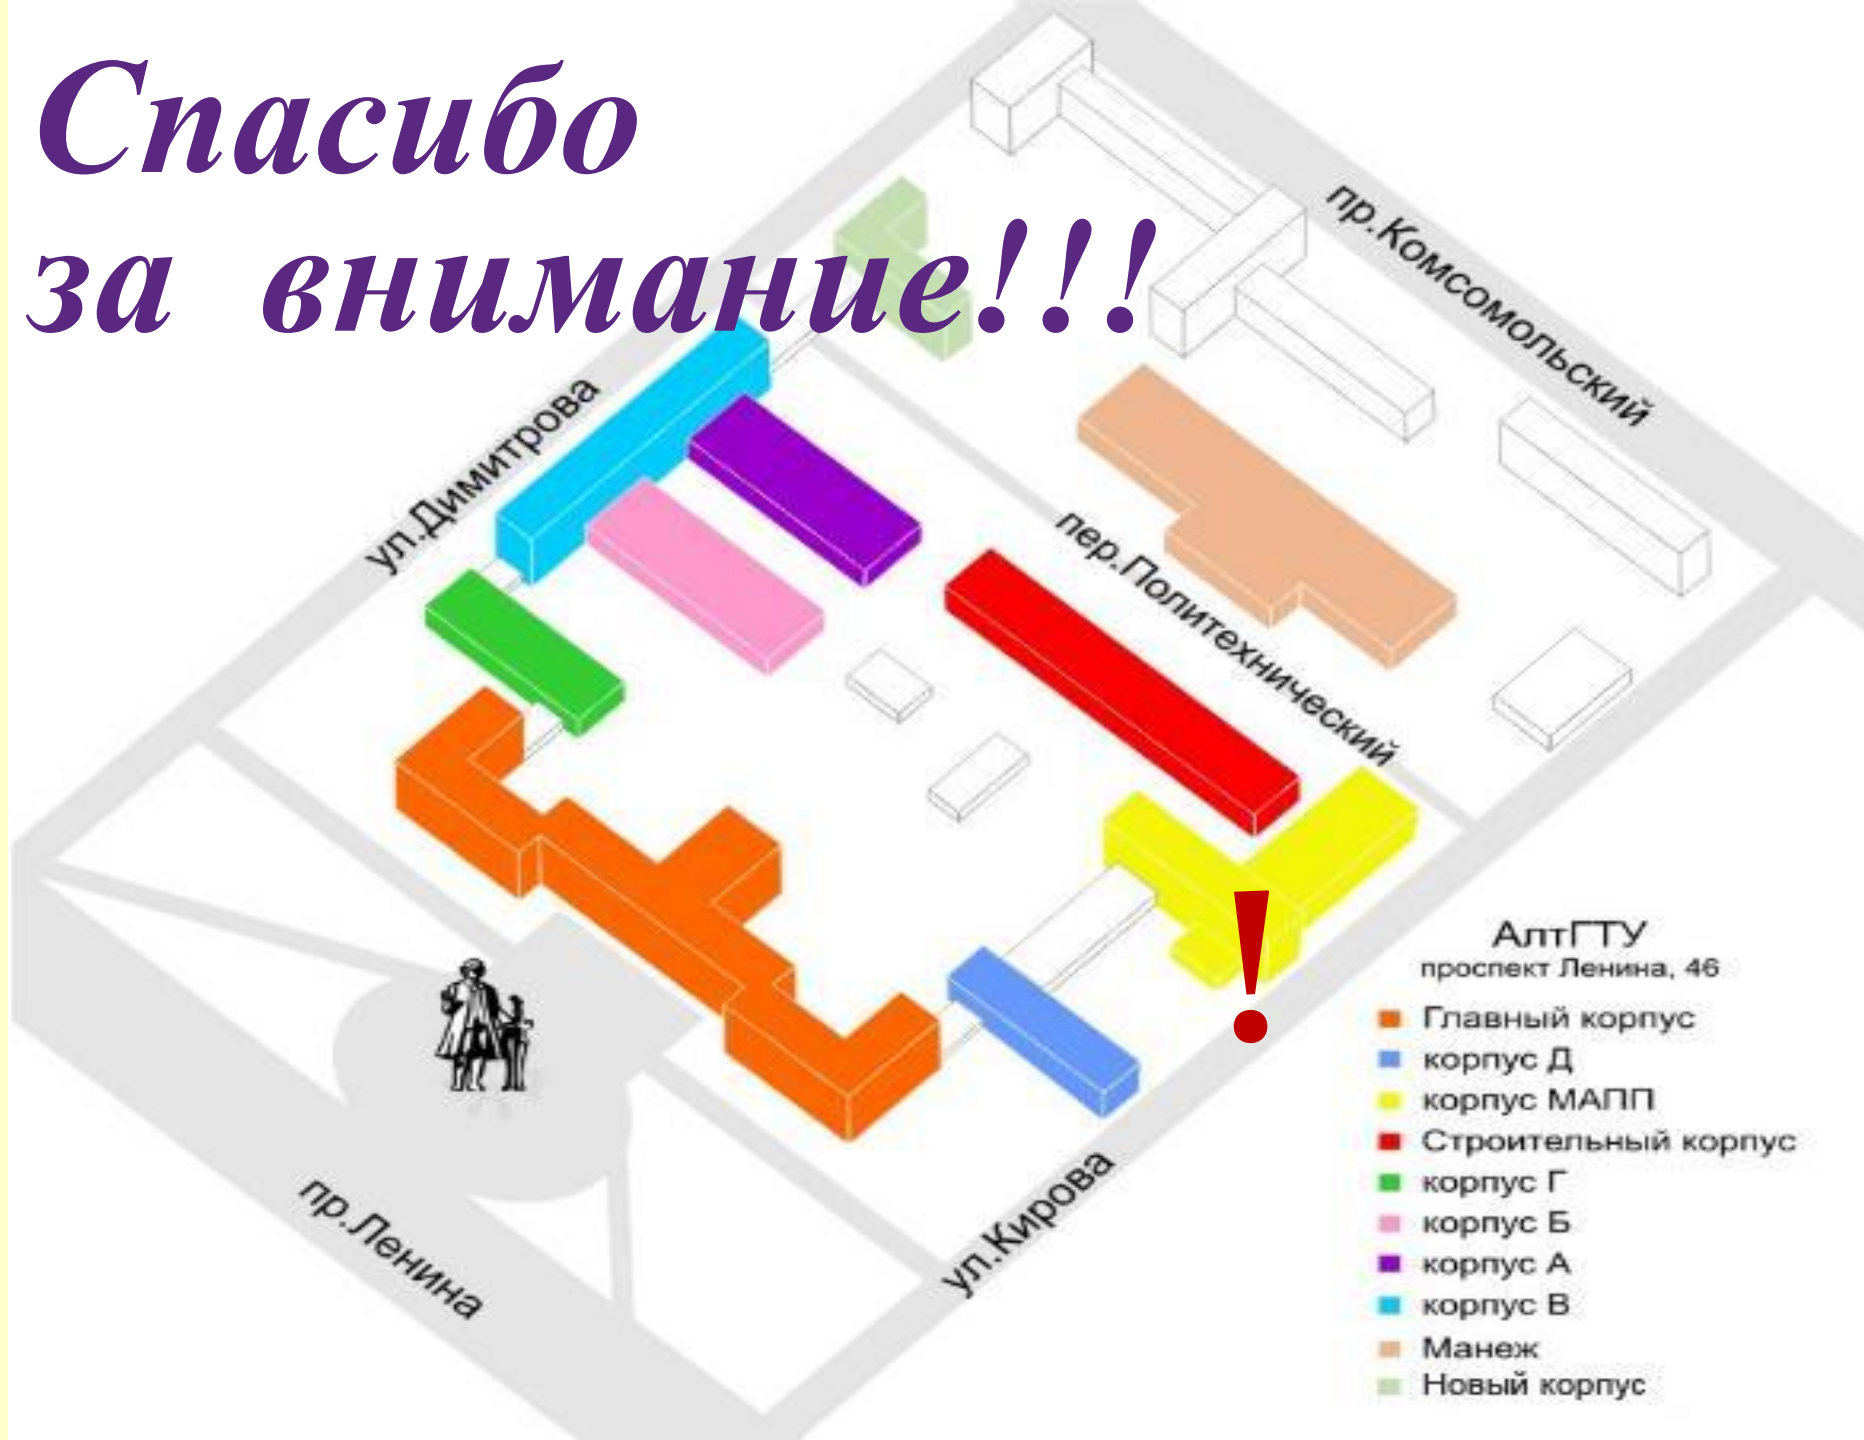 Спасибо
за внимание!!!
пр.Комсомольский
ул.Димитрова
пер.Политехнический
!
АлтГТУ
проспект Ленина, 46
Главный корпус
корпус Д
корпус МАПП
Строительный корпус
корпус Г
корпус Б
корпус А
корпус В
Манеж
Новый корпус
ул.Кирова
пр.Ленина